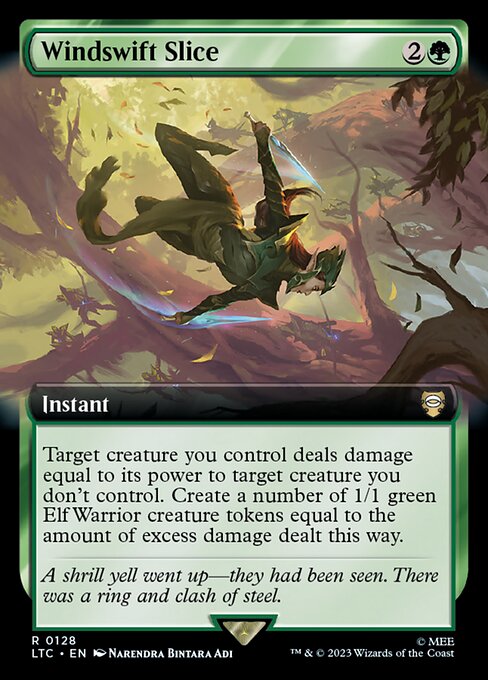 Windswift Slice 2
Instant
Target creature you control deals damage
equal to its power to target creature you
don't control. Create a number of 1/1 green
Elf Warrior creature tokens equal to the
amount of excess damage dealt this way.
A shrill yell went up—they had been seen. There
was a ring and clash of steel.
R 0128 © MEE
LTC • EN Narendra Bintara Adi ™ & © 2023 Wizards of the Coast